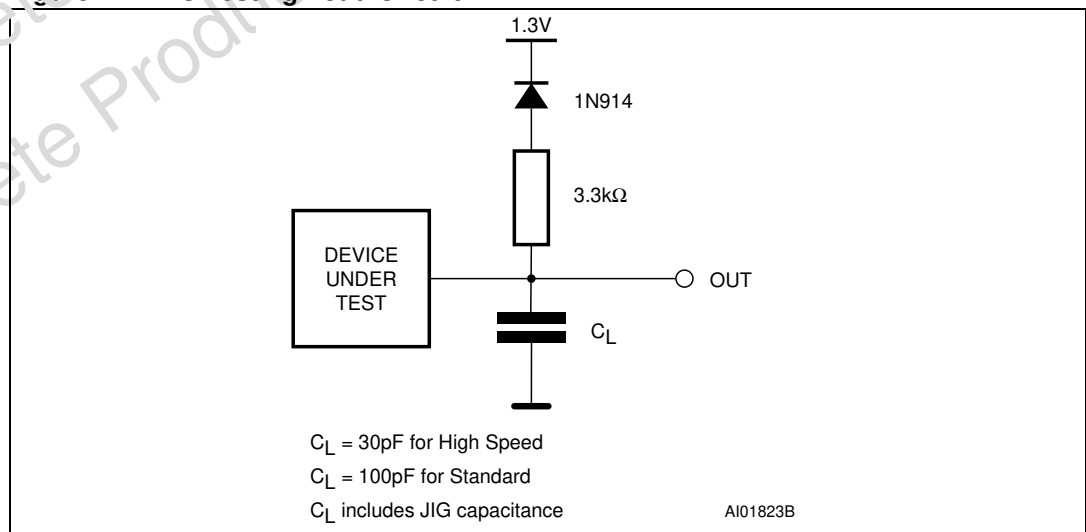 1.3V
1N914
3.3kΩ
DEVICE
UNDER
TEST
OUT
CL
CL = 30pF for High Speed
CL = 100pF for Standard
CL includes JIG capacitance
AI01823B